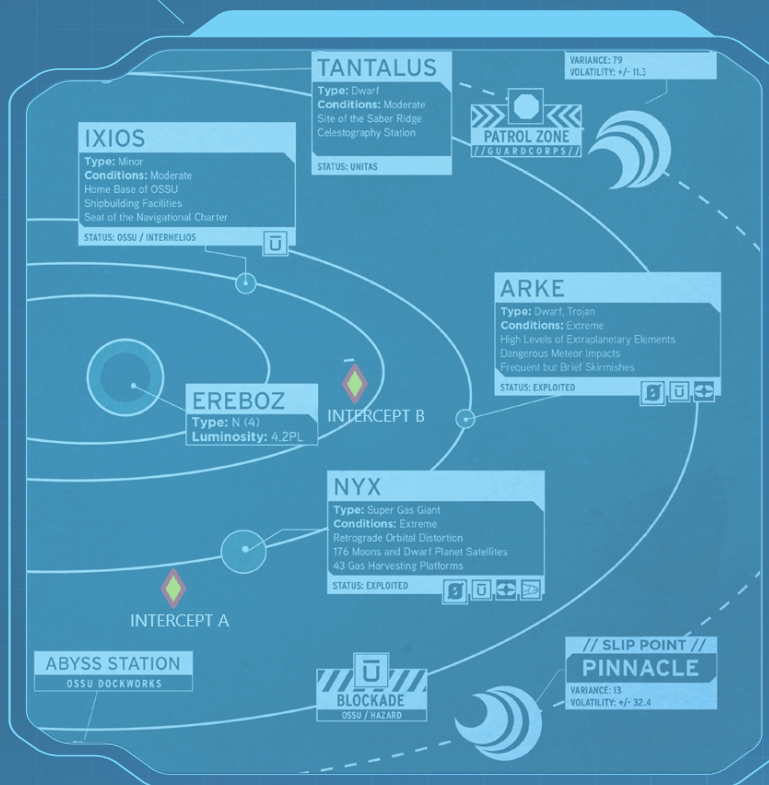 VARIANCE: 79
VOLATILITY: +/- 11.3
TANTALUS
Type: Dwarf
Conditions: Moderate
Site of the Saber Ridge
Celestography Station
STATUS: UNITAS
PATROL ZONE
//GUARDCORPS//
IXIOS
Type: Minor
Conditions: Moderate
Home Base of OSSU
Shipbuilding Facilities
Seat of the Navigational Charter
STATUS: OSSU / INTERHELIOS
Ū
ARKE
Type: Dwarf, Trojan
Conditions: Extreme
High Levels of Extraplanetary Elements
Dangerous Meteor Impacts
Frequent but Brief Skirmishes
STATUS: EXPLOITED
Ū
EREBOZ
Type: N (4)
Luminosity: 4.2PL
INTERCEPT B
NYX
Type: Super Gas Giant
Conditions: Extreme
Retrograde Orbital Distortion
176 Moons and Dwarf Planet Satellites
43 Gas Harvesting Platforms
STATUS: EXPLOITED
Ū
INTERCEPT A
ABYSS STATION
OSSU DOCKWORKS
Ū
BLOCKADE
OSSU / HAZARD
// SLIP POINT //
PINNACLE
VARIANCE: 13
VOLATILITY: +/- 32.4